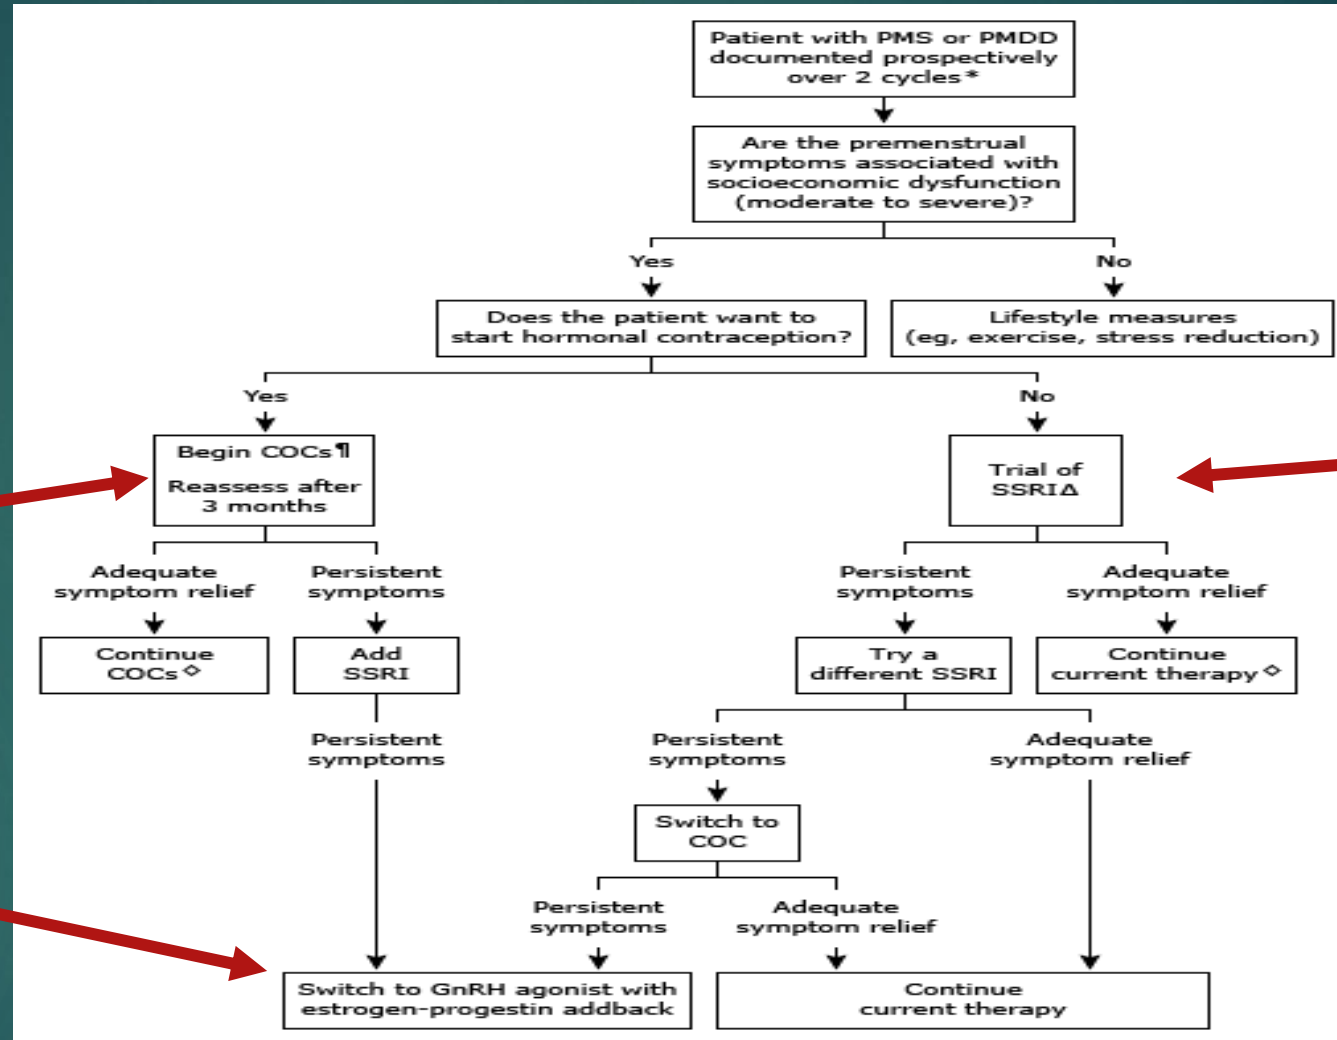 Patient with PMS or PMDD
documented prospectively
over 2 cycles*
Are the premenstrual
symptoms associated with
socioeconomic dysfunction
(moderate to severe)?
Yes
No
Does the patient want to
start hormonal contraception?
Lifestyle measures
(eg, exercise, stress reduction)
Yes
No
Begin COCs¶
Reassess after
3 months
Trial of
SSRIΔ
Adequate
symptom relief
Persistent
symptoms
Persistent
symptoms
Adequate
symptom relief
Continue
COCs◇
Add
SSRI
Try a
different SSRI
Continue
current therapy◇
Persistent
symptoms
Persistent
symptoms
Adequate
symptom relief
Switch to
COC
Persistent
symptoms
Adequate
symptom relief
Switch to GnRH agonist with
estrogen-progestin addback
Continue
current therapy